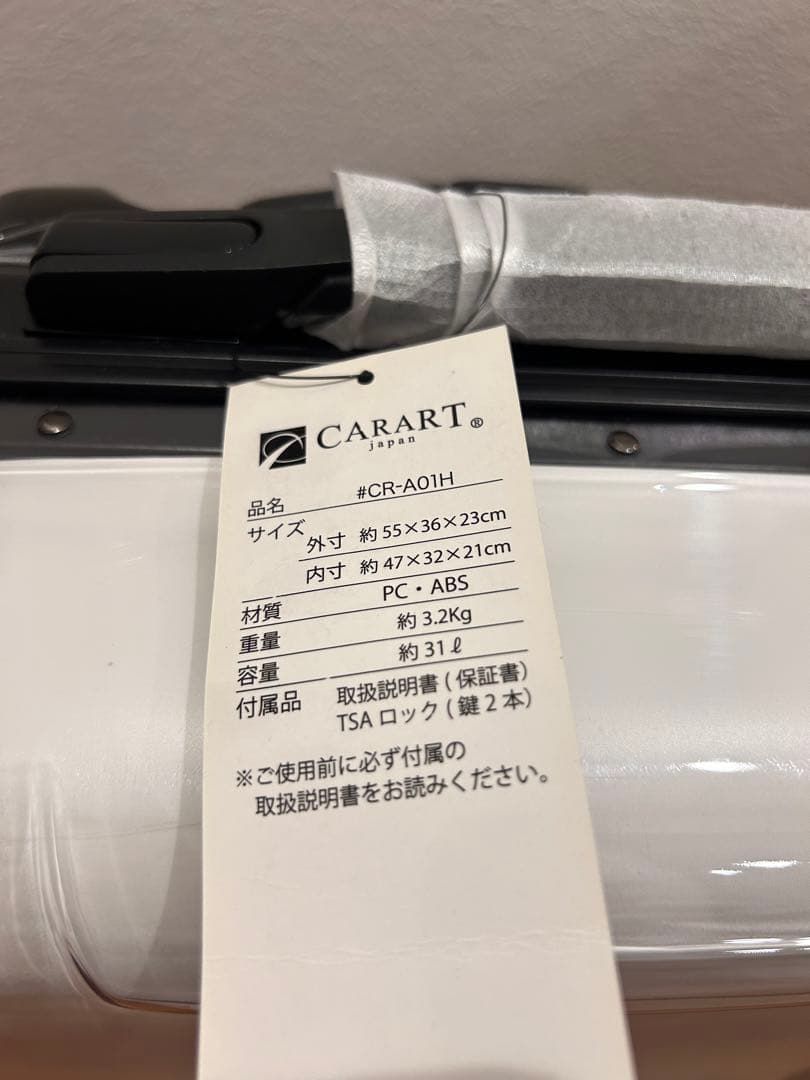 CARART®
japan
品名 #CR-A01H
サイズ 外寸 約 55×36×23cm
内寸 約 47×32×21cm
材質 PC・ABS
重量 約 3.2Kg
容量 約 31ℓ
付属品 取扱説明書(保証書)
TSA ロック(鍵2本)
※ご使用前に必ず付属の
取扱説明書をお読みください。